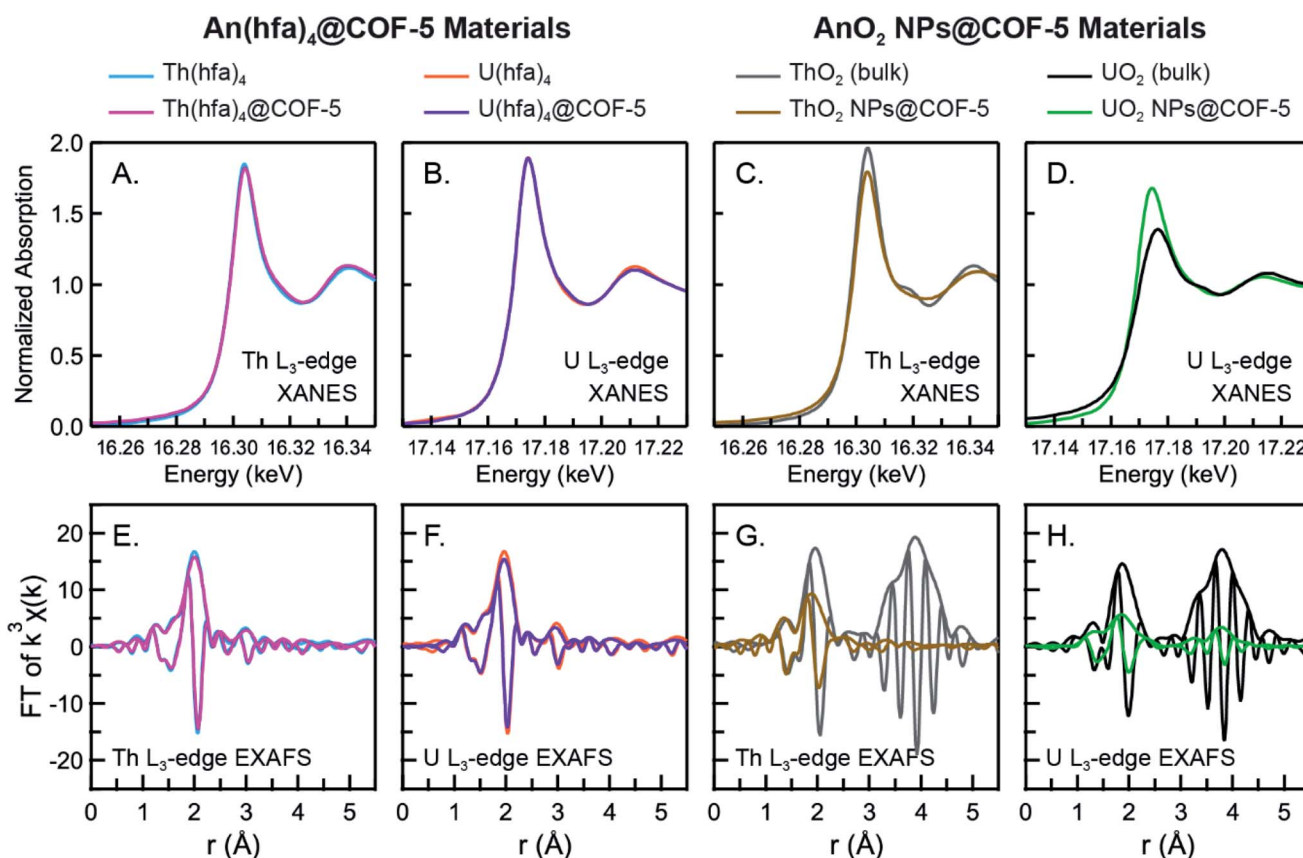 An(hfa)₄@COF-5 Materials
AnO₂ NPs@COF-5 Materials
Th(hfa)₄
U(hfa)₄
ThO₂ (bulk)
UO₂ (bulk)
Th(hfa)₄@COF-5
U(hfa)₄@COF-5
ThO₂ NPs@COF-5
UO₂ NPs@COF-5
Normalized Absorption
2.0
1.5
1.0
0.5
0.0
A.
Th L₃-edge
XANES
16.26 16.28 16.30 16.32 16.34
Energy (keV)
B.
U L₃-edge
XANES
17.14 17.16 17.18 17.20 17.22
Energy (keV)
C.
Th L₃-edge
XANES
16.26 16.28 16.30 16.32 16.34
Energy (keV)
D.
U L₃-edge
XANES
17.14 17.16 17.18 17.20 17.22
Energy (keV)
FT of k³χ(k)
20
10
0
-10
-20
E.
Th L₃-edge EXAFS
0 1 2 3 4 5
r (Å)
F.
U L₃-edge EXAFS
0 1 2 3 4 5
r (Å)
G.
Th L₃-edge EXAFS
0 1 2 3 4 5
r (Å)
H.
U L₃-edge EXAFS
0 1 2 3 4 5
r (Å)